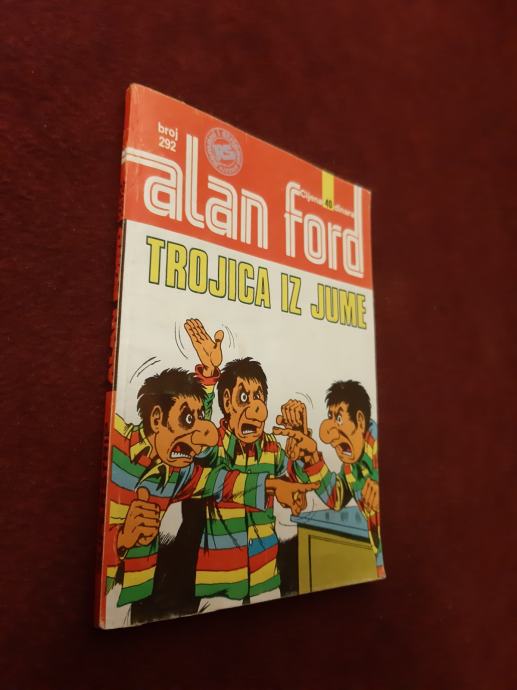 broj
292
Cijena 40 dinara
alan ford
TROJICA IZ JUME